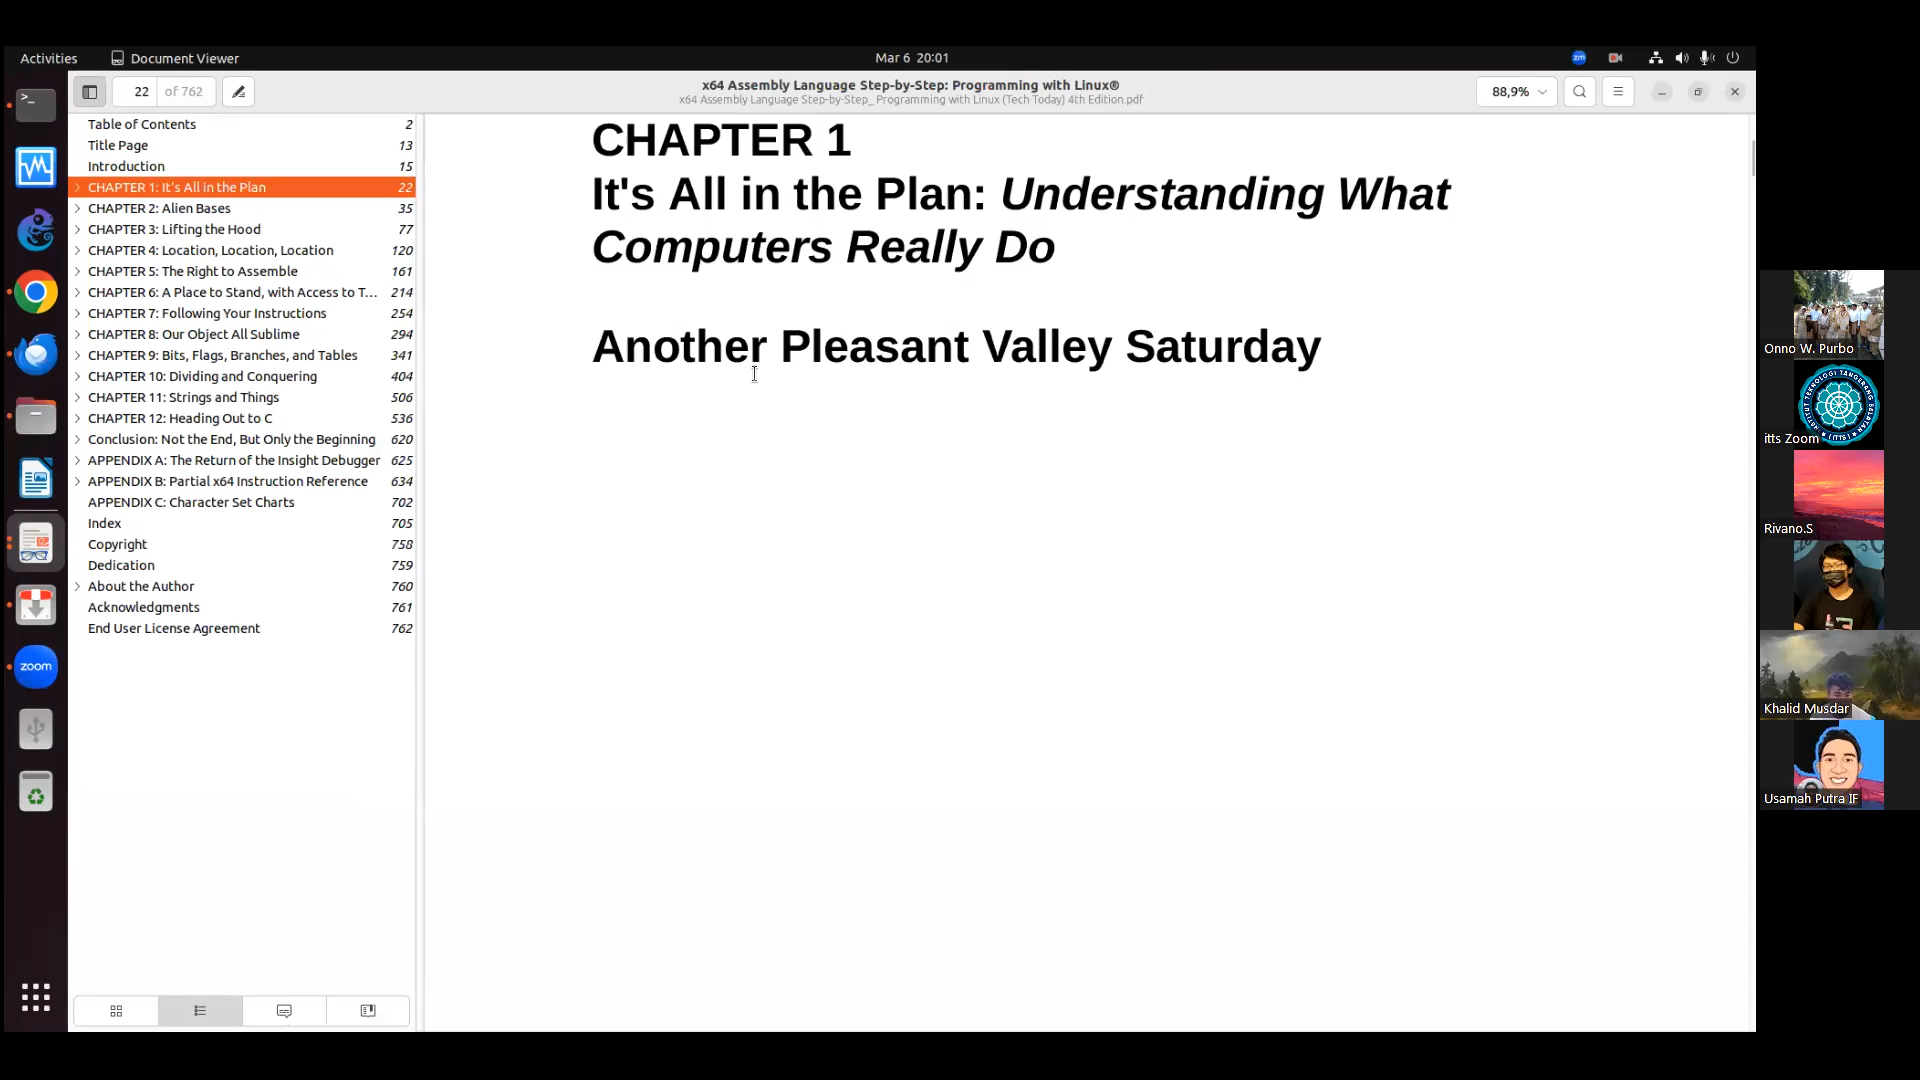 Activities
Document Viewer
Mar 6 20:01
zm
22 of 762
x64 Assembly Language Step-by-Step: Programming with Linux®
x64 Assembly Language Step-by-Step_ Programming with Linux (Tech Today) 4th Edition.pdf
88,9%
Table of Contents 2
Title Page 13
Introduction 15
CHAPTER 1: It's All in the Plan 22
CHAPTER 2: Alien Bases 35
CHAPTER 3: Lifting the Hood 77
CHAPTER 4: Location, Location, Location 120
CHAPTER 5: The Right to Assemble 161
CHAPTER 6: A Place to Stand, with Access to T... 214
CHAPTER 7: Following Your Instructions 254
CHAPTER 8: Our Object All Sublime 294
CHAPTER 9: Bits, Flags, Branches, and Tables 341
CHAPTER 10: Dividing and Conquering 404
CHAPTER 11: Strings and Things 506
CHAPTER 12: Heading Out to C 536
Conclusion: Not the End, But Only the Beginning 620
APPENDIX A: The Return of the Insight Debugger 625
APPENDIX B: Partial x64 Instruction Reference 634
APPENDIX C: Character Set Charts 702
Index 705
Copyright 758
Dedication 759
About the Author 760
Acknowledgments 761
End User License Agreement 762
zoom
CHAPTER 1
It's All in the Plan: Understanding What
Computers Really Do
Another Pleasant Valley Saturday
Onno W. Purbo
INSTITUT TEKNOLOGI TANGERANG SELATAN
(ITTS)
itts Zoom
Rivano.S
Khalid Musdar
Usamah Putra IF